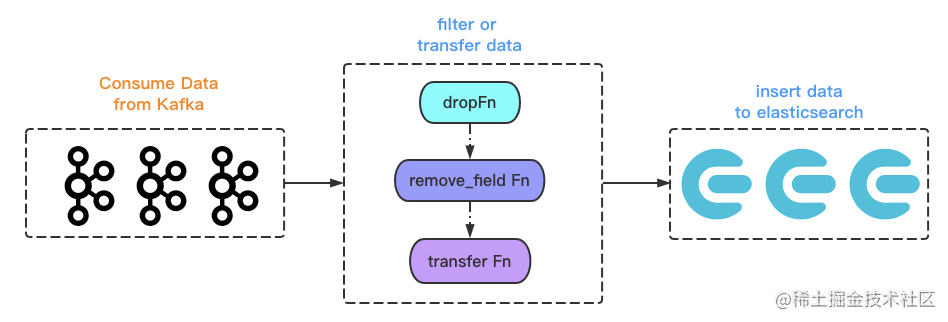 Consume Data
from Kafka
filter or
transfer data
dropFn
remove_field Fn
transfer Fn
insert data
to elasticsearch
@稀土掘金技术社区